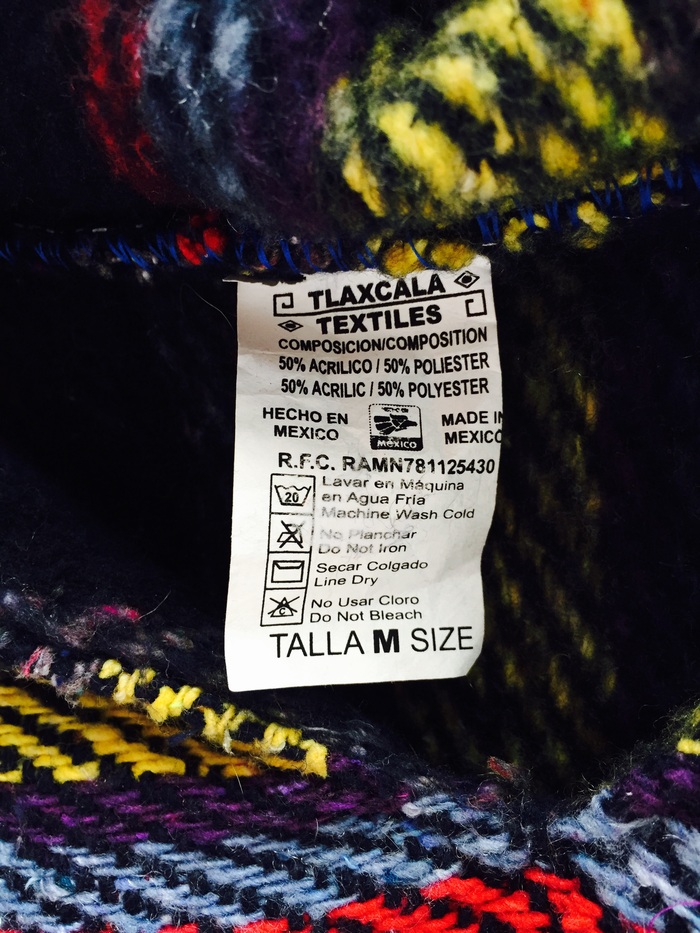 TLAXCALA
TEXTILES
COMPOSICION/COMPOSITION
50% ACRILICO / 50% POLIESTER
50% ACRILIC / 50% POLYESTER
HECHO EN MEXICO
MEXICO
MADE IN MEXICO
R.F.C. RAMN781125430
20
Lavar en Máquina
en Agua Fria
Machine Wash Cold
No Planchar
Do Not Iron
Secar Colgado
Line Dry
C
No Usar Cloro
Do Not Bleach
TALLA M SIZE